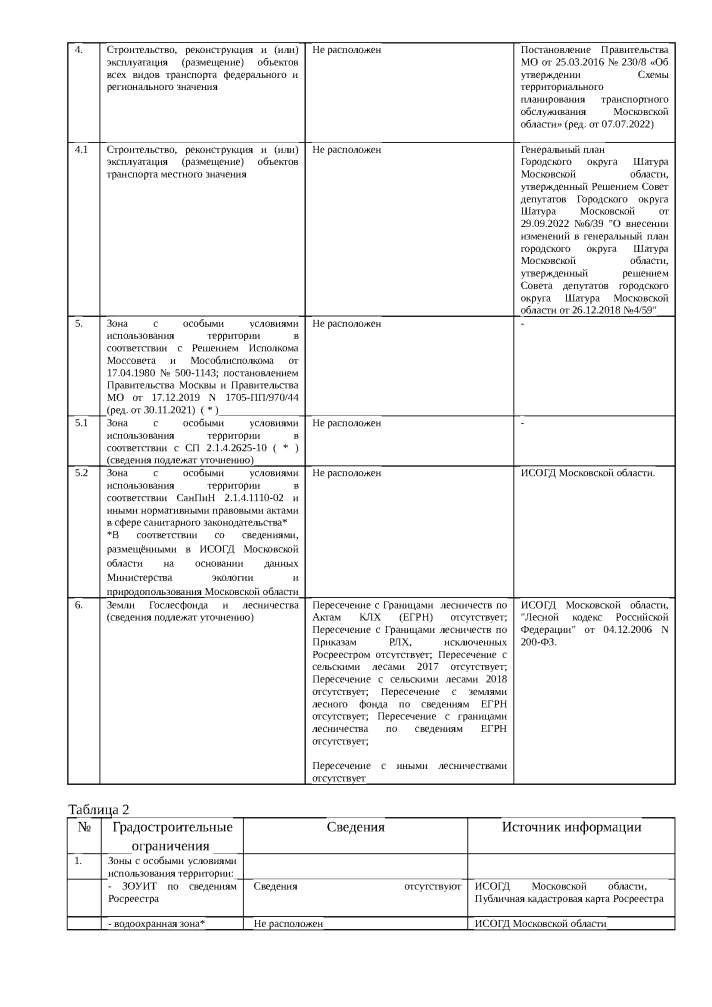 4.
Строительство, реконструкция и (или)
эксплуатация (размещение) объектов
всех видов транспорта федерального и
регионального значения
Не расположен
Постановление Правительства
МО от 25.03.2016 № 230/8 «Об
утверждении Схемы
территориального
планирования транспортного
обслуживания Московской
области» (ред. от 07.07.2022)
4.1
Строительство, реконструкция и (или)
эксплуатация (размещение) объектов
транспорта местного значения
Не расположен
Генеральный план
Городского округа Шатура
Московской области,
утвержденный Решением Совет
депутатов Городского округа
Шатура Московской от
29.09.2022 №6/39 "О внесении
изменений в генеральный план
городского округа Шатура
Московской области,
утвержденный решением
Совета депутатов городского
округа Шатура Московской
области от 26.12.2018 №4/59"
5.
Зона с особыми условиями
использования территории в
соответствии с Решением Исполкома
Моссовета и Мособлисполкома от
17.04.1980 № 500-1143; постановлением
Правительства Москвы и Правительства
МО от 17.12.2019 N 1705-ПП/970/44
(ред. от 30.11.2021) ( * )
Не расположен
-
5.1
Зона с особыми условиями
использования территории в
соответствии с СП 2.1.4.2625-10 ( * )
(сведения подлежат уточнению)
Не расположен
-
5.2
Зона с особыми условиями
использования территории в
соответствии СанПиН 2.1.4.1110-02 и
иными нормативными правовыми актами
в сфере санитарного законодательства*
*В соответствии со сведениями,
размещёнными в ИСОГД Московской
области на основании данных
Министерства экологии и
природопользования Московской области
Не расположен
ИСОГД Московской области.
6.
Земли Гослесфонда и лесничества
(сведения подлежат уточнению)
Пересечение с Границами лесничеств по
Актам КЛХ (ЕГРН) отсутствует;
Пересечение с Границами лесничеств по
Приказам РЛХ, исключенных
Росреестром отсутствует; Пересечение с
сельскими лесами 2017 отсутствует;
Пересечение с сельскими лесами 2018
отсутствует; Пересечение с землями
лесного фонда по сведениям ЕГРН
отсутствует; Пересечение с границами
лесничества по сведениям ЕГРН
отсутствует;
Пересечение с иными лесничествами
отсутствует
ИСОГД Московской области,
"Лесной кодекс Российской
Федерации" от 04.12.2006 N
200-ФЗ.
Таблица 2
№
Градостроительные
ограничения
Сведения
Источник информации
1.
Зоны с особыми условиями
использования территории:
- ЗОУИТ по сведениям
Росреестра
Сведения отсутствуют
ИСОГД Московской области,
Публичная кадастровая карта Росреестра
- водоохранная зона*
Не расположен
ИСОГД Московской области